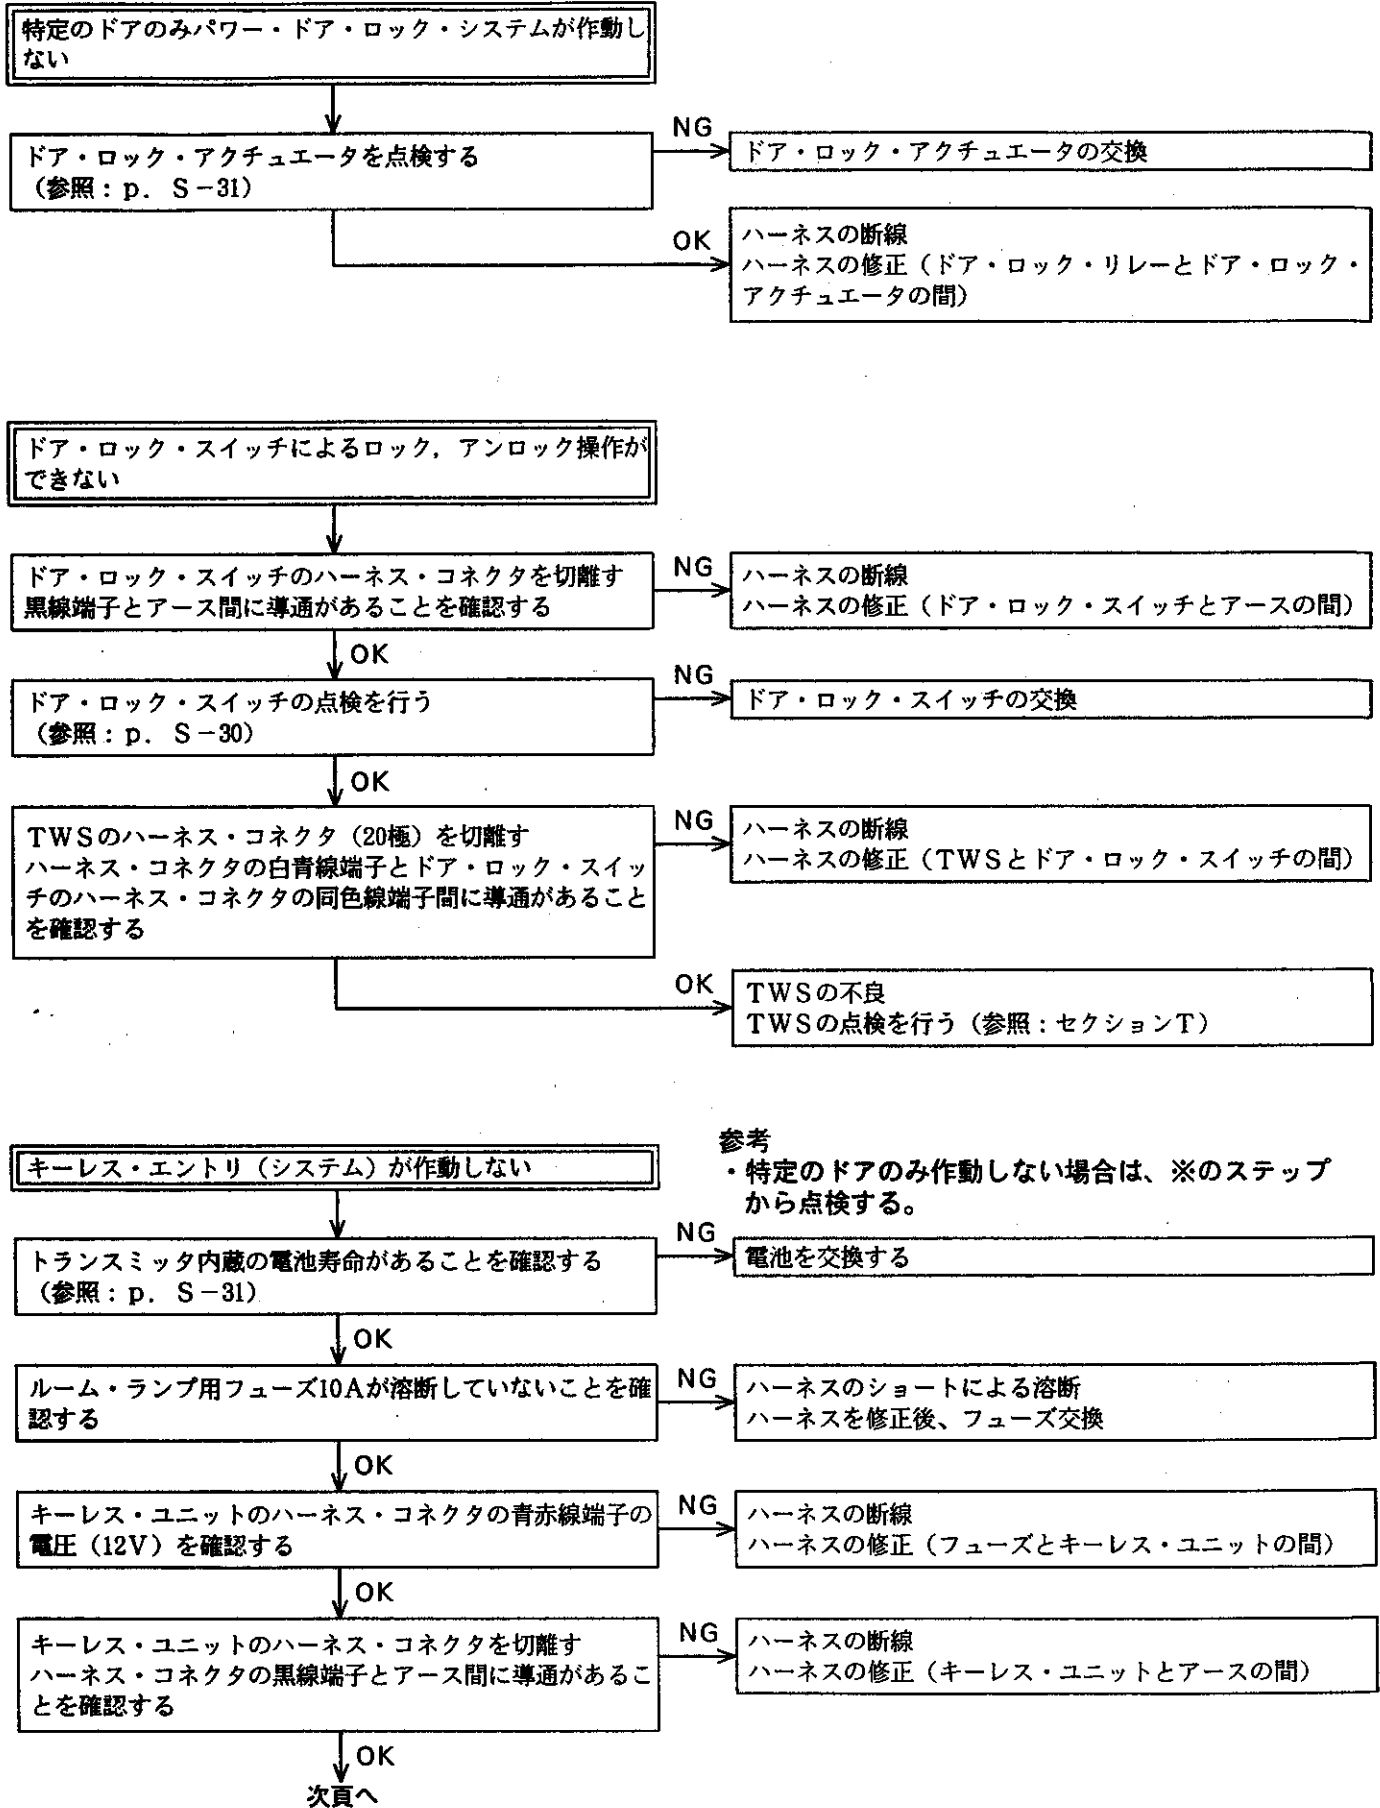 特定のドアのみパワー・ドア・ロック・システムが作動し
ない
ドア・ロック・アクチュエータを点検する
（参照：p．S－31）
NG
ドア・ロック・アクチュエータの交換
OK
ハーネスの断線
ハーネスの修正（ドア・ロック・リレーとドア・ロック・
アクチュエータの間）
ドア・ロック・スイッチによるロック，アンロック操作が
できない
ドア・ロック・スイッチのハーネス・コネクタを切離す
黒線端子とアース間に導通があることを確認する
NG
ハーネスの断線
ハーネスの修正（ドア・ロック・スイッチとアースの間）
OK
ドア・ロック・スイッチの点検を行う
（参照：p．S－30）
NG
ドア・ロック・スイッチの交換
OK
TWSのハーネス・コネクタ（20極）を切離す
ハーネス・コネクタの白青線端子とドア・ロック・スイッ
チのハーネス・コネクタの同色線端子間に導通があること
を確認する
NG
ハーネスの断線
ハーネスの修正（TWSとドア・ロック・スイッチの間）
OK
TWSの不良
TWSの点検を行う（参照：セクションT）
キーレス・エントリ（システム）が作動しない
参考
・特定のドアのみ作動しない場合は、※のステップ
から点検する。
トランスミッタ内蔵の電池寿命があることを確認する
（参照：p．S－31）
NG
電池を交換する
OK
ルーム・ランプ用フューズ10Aが溶断していないことを確
認する
NG
ハーネスのショートによる溶断
ハーネスを修正後、フューズ交換
OK
キーレス・ユニットのハーネス・コネクタの青赤線端子の
電圧（12V）を確認する
NG
ハーネスの断線
ハーネスの修正（フューズとキーレス・ユニットの間）
OK
キーレス・ユニットのハーネス・コネクタを切離す
ハーネス・コネクタの黒線端子とアース間に導通があるこ
とを確認する
NG
ハーネスの断線
ハーネスの修正（キーレス・ユニットとアースの間）
OK
次頁へ